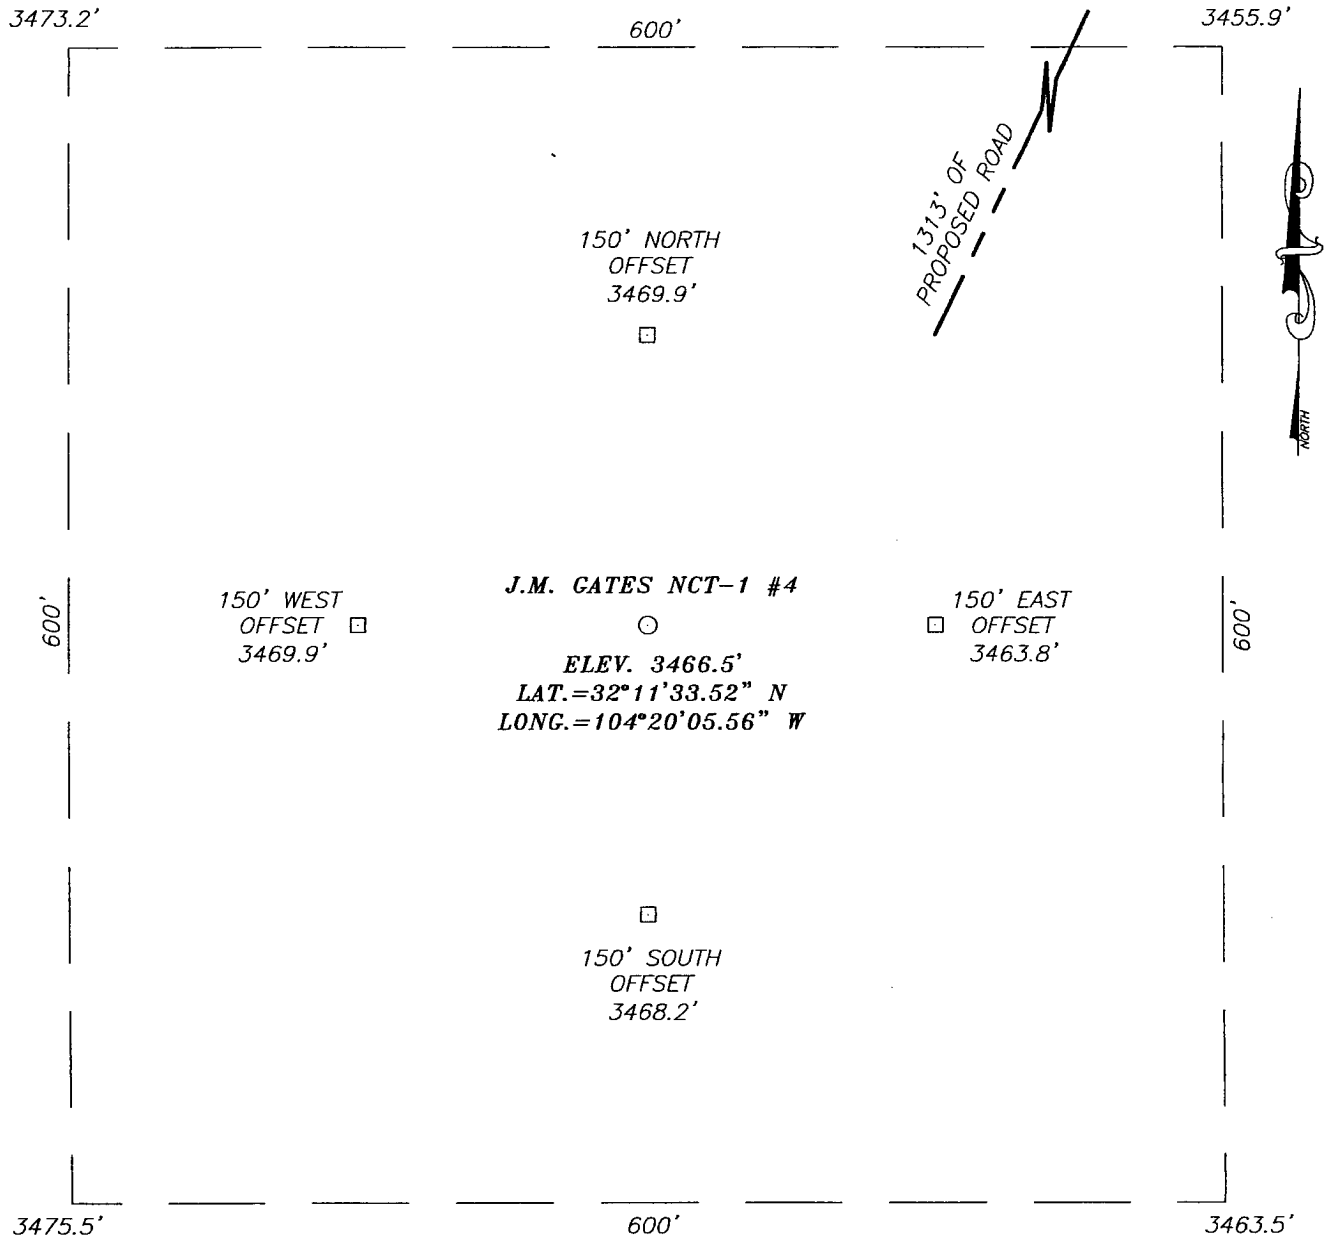 3473.2'
600'
3455.9'
1313' OF
PROPOSED ROAD
150' NORTH
OFFSET
3469.9'
NORTH
J.M. GATES NCT-1 #4
150' WEST
OFFSET
3469.9'
600'
150' EAST
OFFSET
3463.8'
600'
ELEV. 3466.5'
LAT.=32°11'33.52" N
LONG.=104°20'05.56" W
150' SOUTH
OFFSET
3468.2'
3475.5'
600'
3463.5'